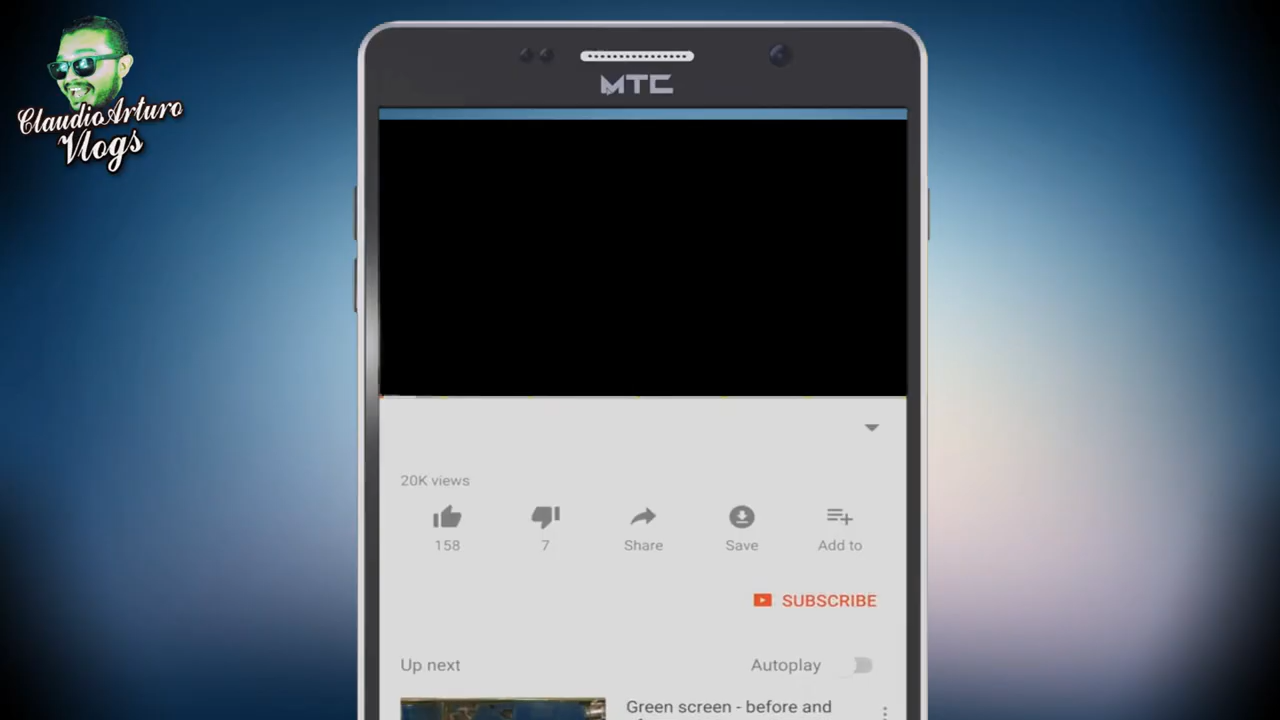 ClaudioArturo
Vlogs
MTC
20K views
158
7
Share
Save
Add to
SUBSCRIBE
Up next
Autoplay
Green screen - before and